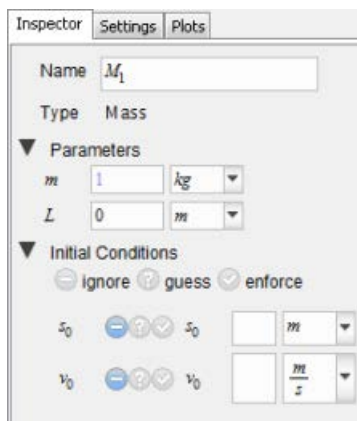 Inspector Settings Plots
Name M₁
Type Mass
Parameters
m 1 kg
L 0 m
Initial Conditions
ignore guess enforce
s₀ s₀ m
v₀ v₀ m/s